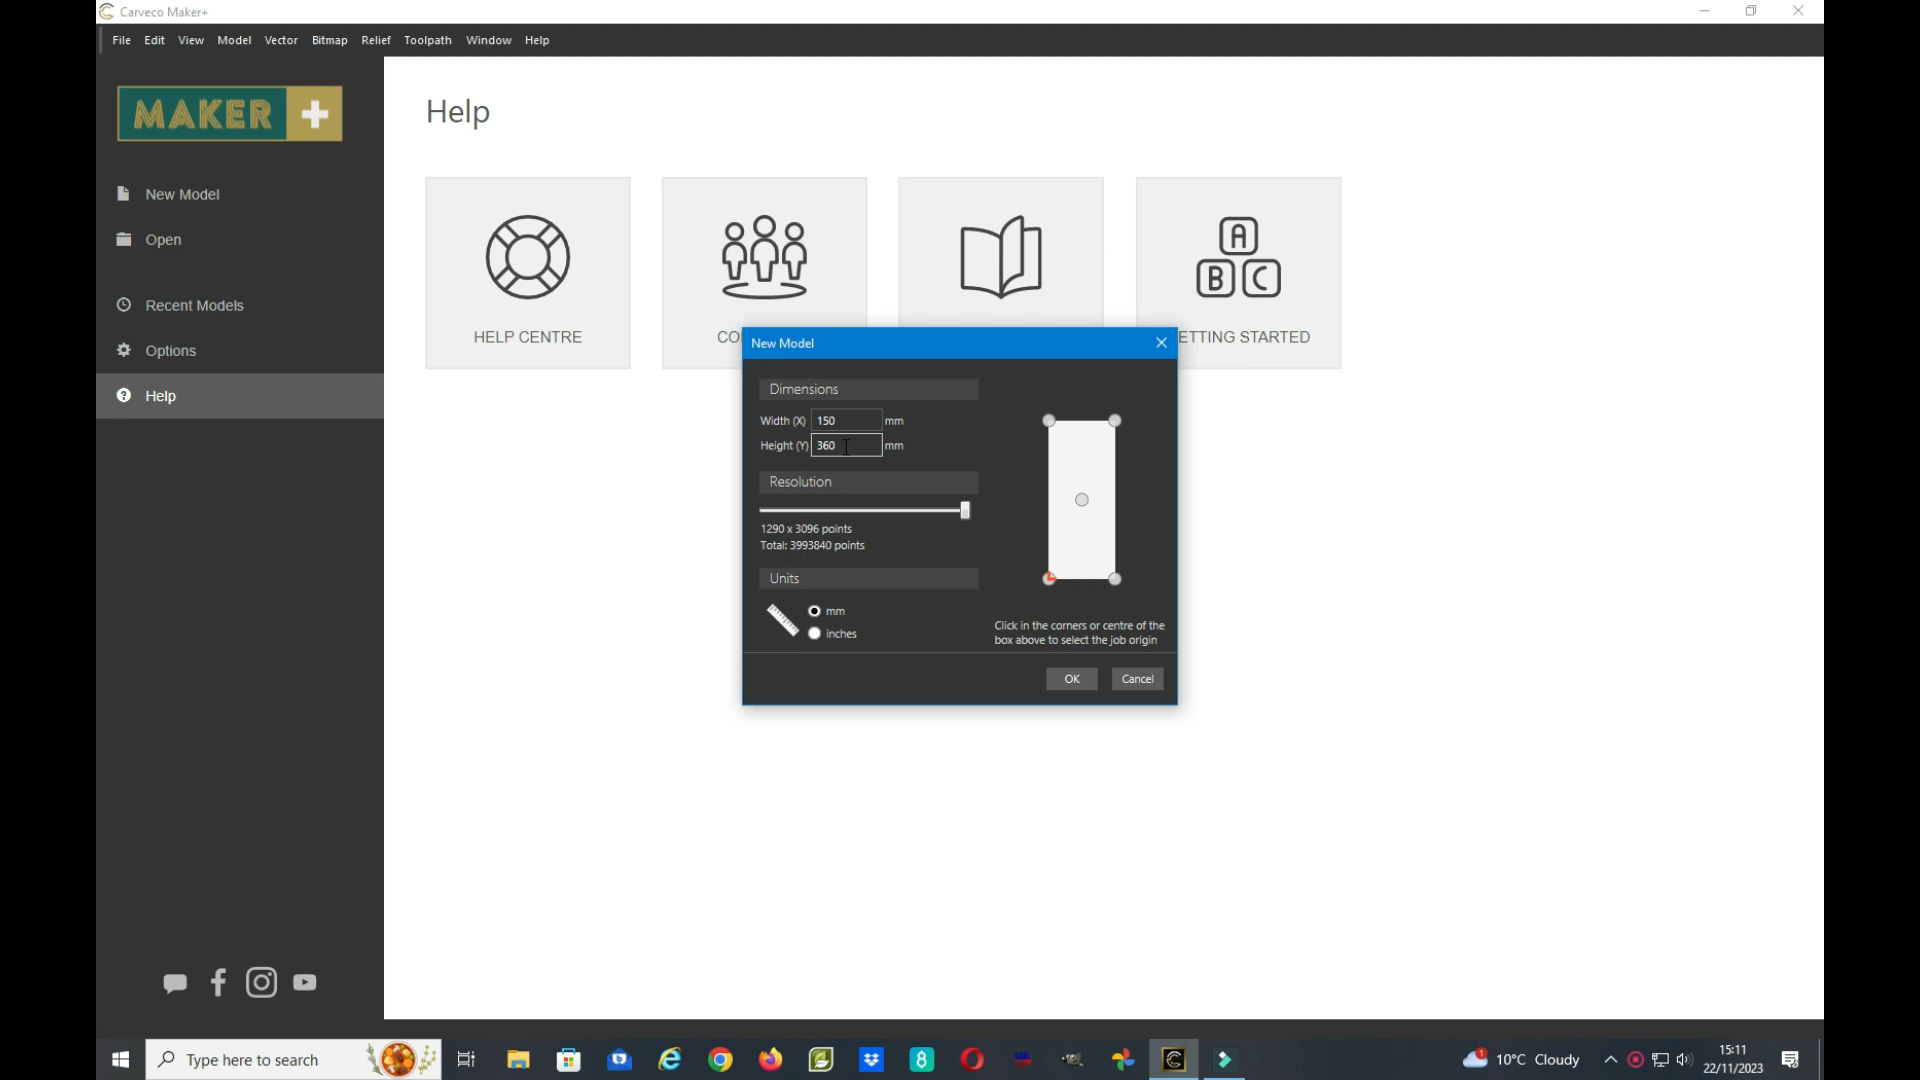 Carveco Maker+
File Edit View Model Vector Bitmap Relief Toolpath Window Help
MAKER +
New Model
Open
Recent Models
Options
Help
Help
HELP CENTRE
CO
A
B C
ETTING STARTED
New Model
Dimensions
Width (X) 150 mm
Height (Y) 360 mm
Resolution
1290 x 3096 points
Total: 3993840 points
Units
mm
inches
Click in the corners or centre of the
box above to select the job origin
OK Cancel
Type here to search
10°C Cloudy
15:11
22/11/2023